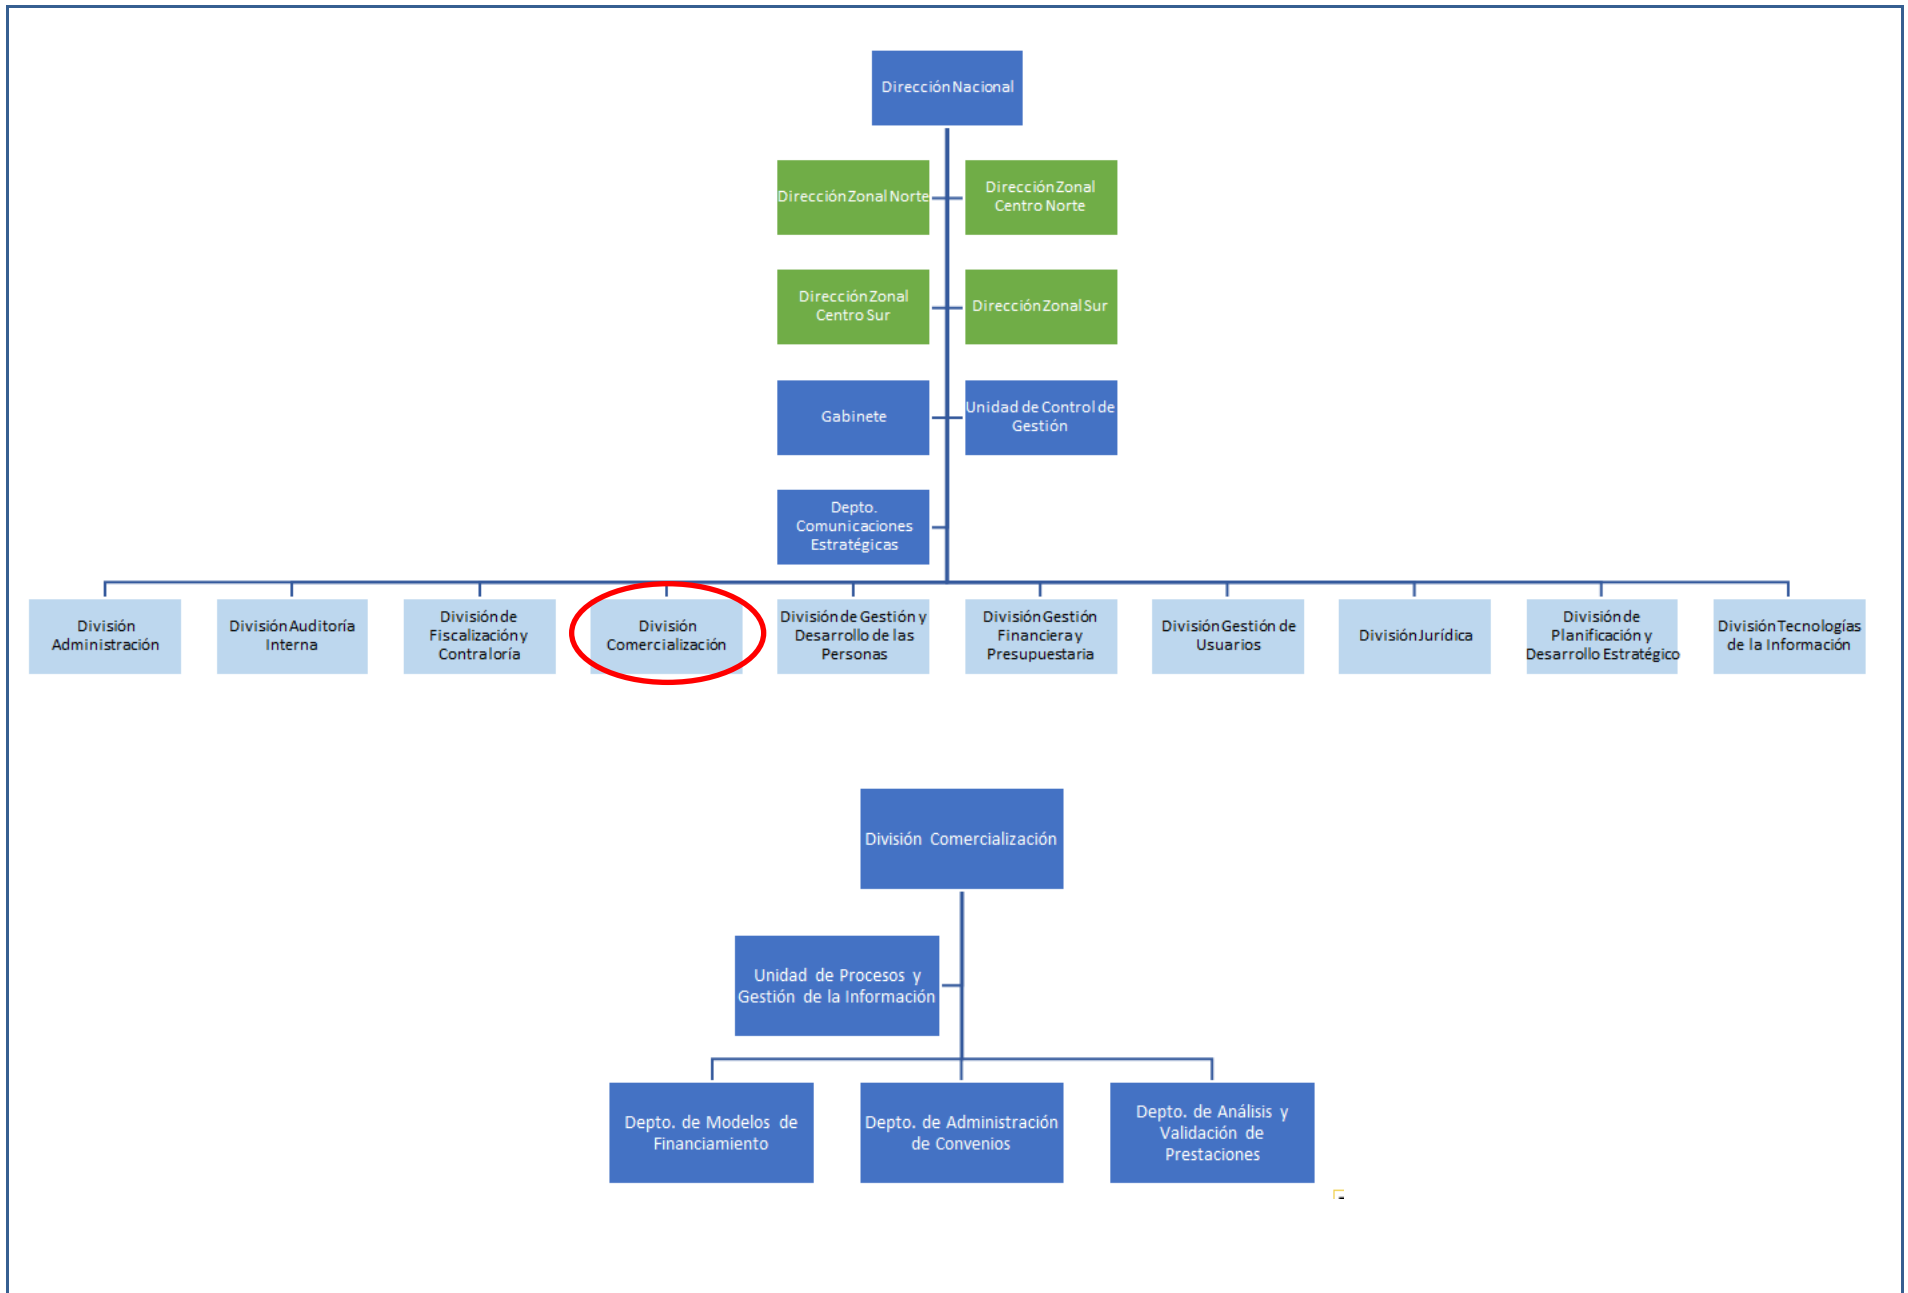 Dirección Nacional
Dirección Zonal Norte
Dirección Zonal
Centro Norte
Dirección Zonal
Centro Sur
Dirección Zonal Sur
Gabinete
Unidad de Control de
Gestión
Depto.
Comunicaciones
Estratégicas
División
Administración
División Auditoría
Interna
División de
Fiscalización y
Contraloría
División
Comercialización
División de Gestión y
Desarrollo de las
Personas
División Gestión
Financiera y
Presupuestaria
División Gestión de
Usuarios
División Jurídica
División de
Planificación y
Desarrollo Estratégico
División Tecnologías
de la Información
División Comercialización
Unidad de Procesos y
Gestión de la Información
Depto. de Modelos de
Financiamiento
Depto. de Administración
de Convenios
Depto. de Análisis y
Validación de
Prestaciones